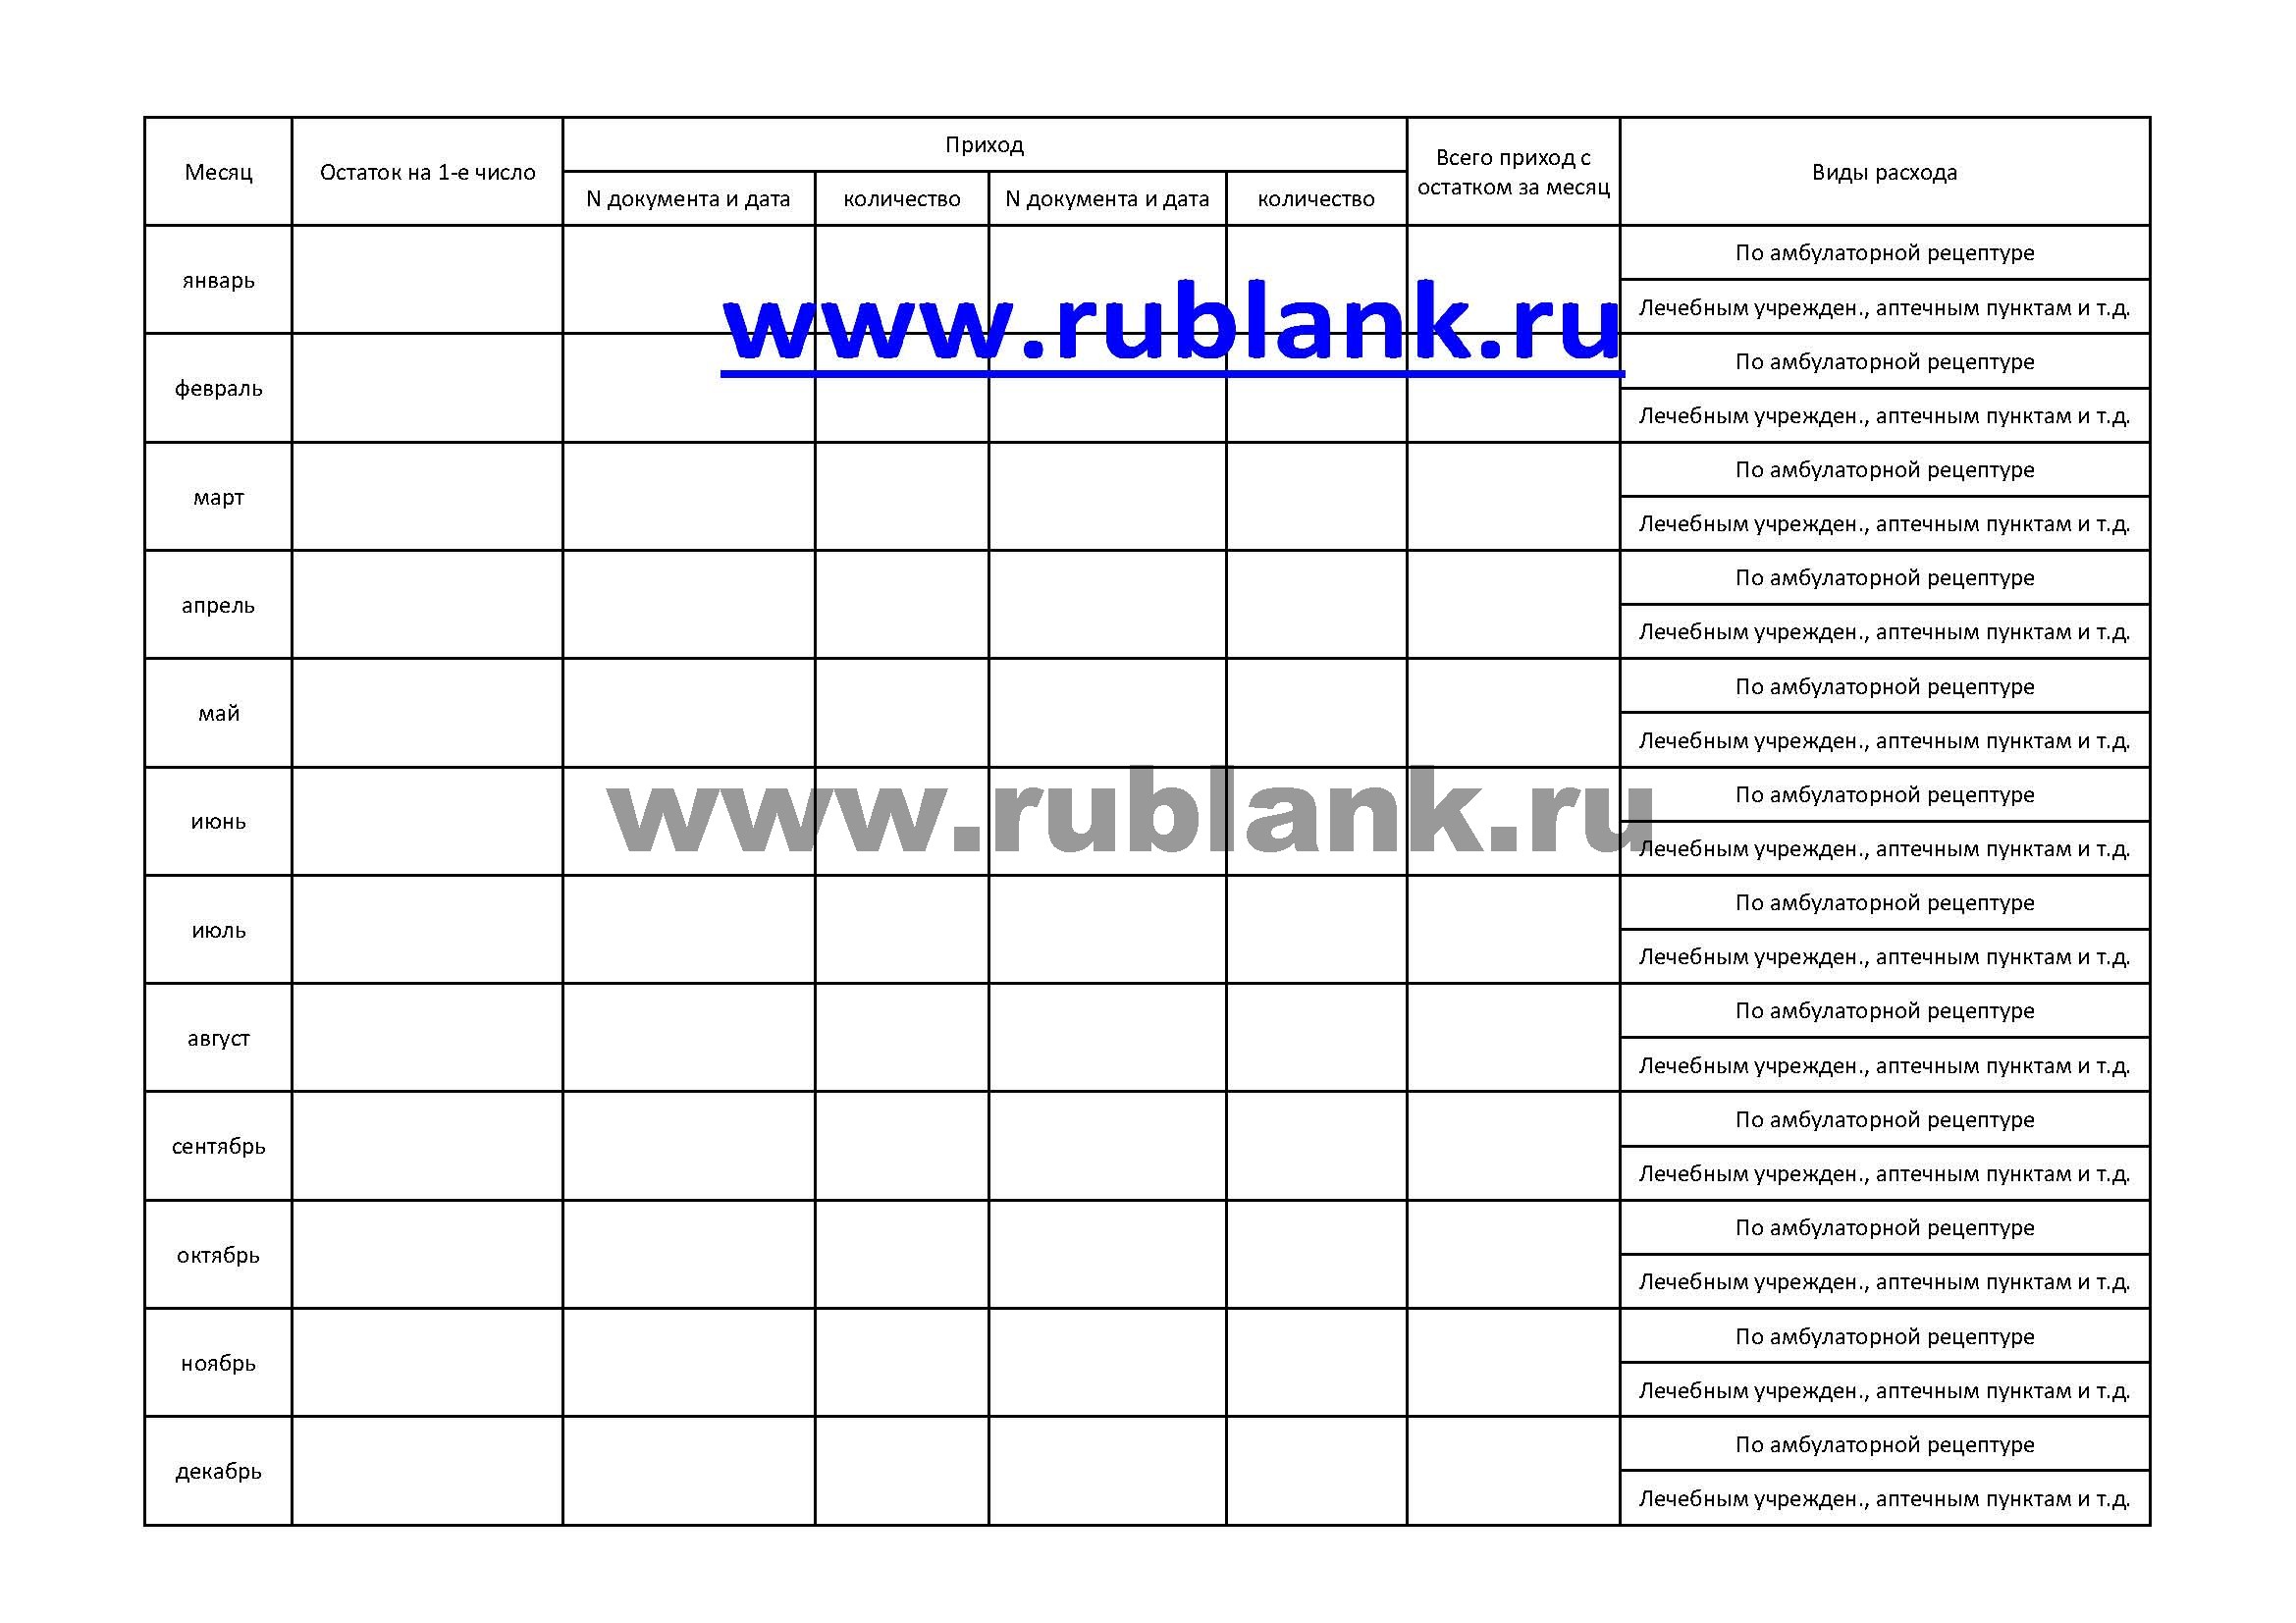 Месяц
Остаток на 1-е число
Приход
Всего приход с
остатком за месяц
Виды расхода
N документа и дата
количество
N документа и дата
количество
январь
По амбулаторной рецептуре
Лечебным учрежден., аптечным пунктам и т.д.
www.rublank.ru
февраль
По амбулаторной рецептуре
Лечебным учрежден., аптечным пунктам и т.д.
март
По амбулаторной рецептуре
Лечебным учрежден., аптечным пунктам и т.д.
апрель
По амбулаторной рецептуре
Лечебным учрежден., аптечным пунктам и т.д.
май
По амбулаторной рецептуре
Лечебным учрежден., аптечным пунктам и т.д.
www.rublank.ru
июнь
По амбулаторной рецептуре
Лечебным учрежден., аптечным пунктам и т.д.
июль
По амбулаторной рецептуре
Лечебным учрежден., аптечным пунктам и т.д.
август
По амбулаторной рецептуре
Лечебным учрежден., аптечным пунктам и т.д.
сентябрь
По амбулаторной рецептуре
Лечебным учрежден., аптечным пунктам и т.д.
октябрь
По амбулаторной рецептуре
Лечебным учрежден., аптечным пунктам и т.д.
ноябрь
По амбулаторной рецептуре
Лечебным учрежден., аптечным пунктам и т.д.
декабрь
По амбулаторной рецептуре
Лечебным учрежден., аптечным пунктам и т.д.